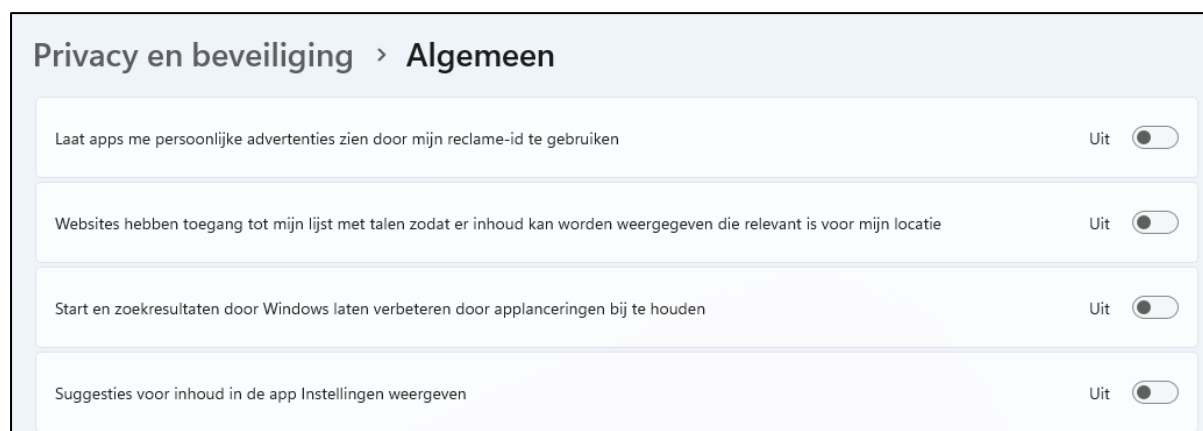 Privacy en beveiliging > Algemeen
Laat apps me persoonlijke advertenties zien door mijn reclame-id te gebruiken Uit
Websites hebben toegang tot mijn lijst met talen zodat er inhoud kan worden weergegeven die relevant is voor mijn locatie Uit
Start en zoekresultaten door Windows laten verbeteren door applanceringen bij te houden Uit
Suggesties voor inhoud in de app Instellingen weergeven Uit